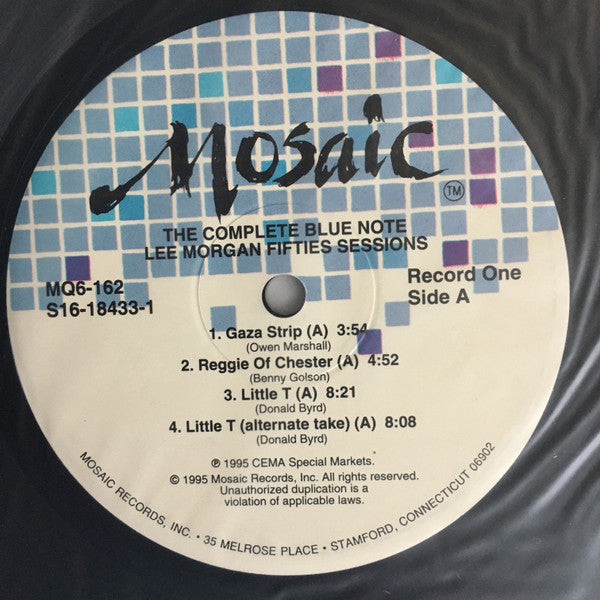 Mosaic
TM
THE COMPLETE BLUE NOTE
LEE MORGAN FIFTIES SESSIONS
MQ6-162
S16-18433-1
Record One
Side A
1. Gaza Strip (A) 3:54
(Owen Marshall)
2. Reggie Of Chester (A) 4:52
(Benny Golson)
3. Little T (A) 8:21
(Donald Byrd)
4. Little T (alternate take) (A) 8:08
(Donald Byrd)
℗ 1995 CEMA Special Markets.
© 1995 Mosaic Records, Inc. All rights reserved.
Unauthorized duplication is a
violation of applicable laws.
MOSAIC RECORDS, INC. • 35 MELROSE PLACE • STAMFORD, CONNECTICUT 06902